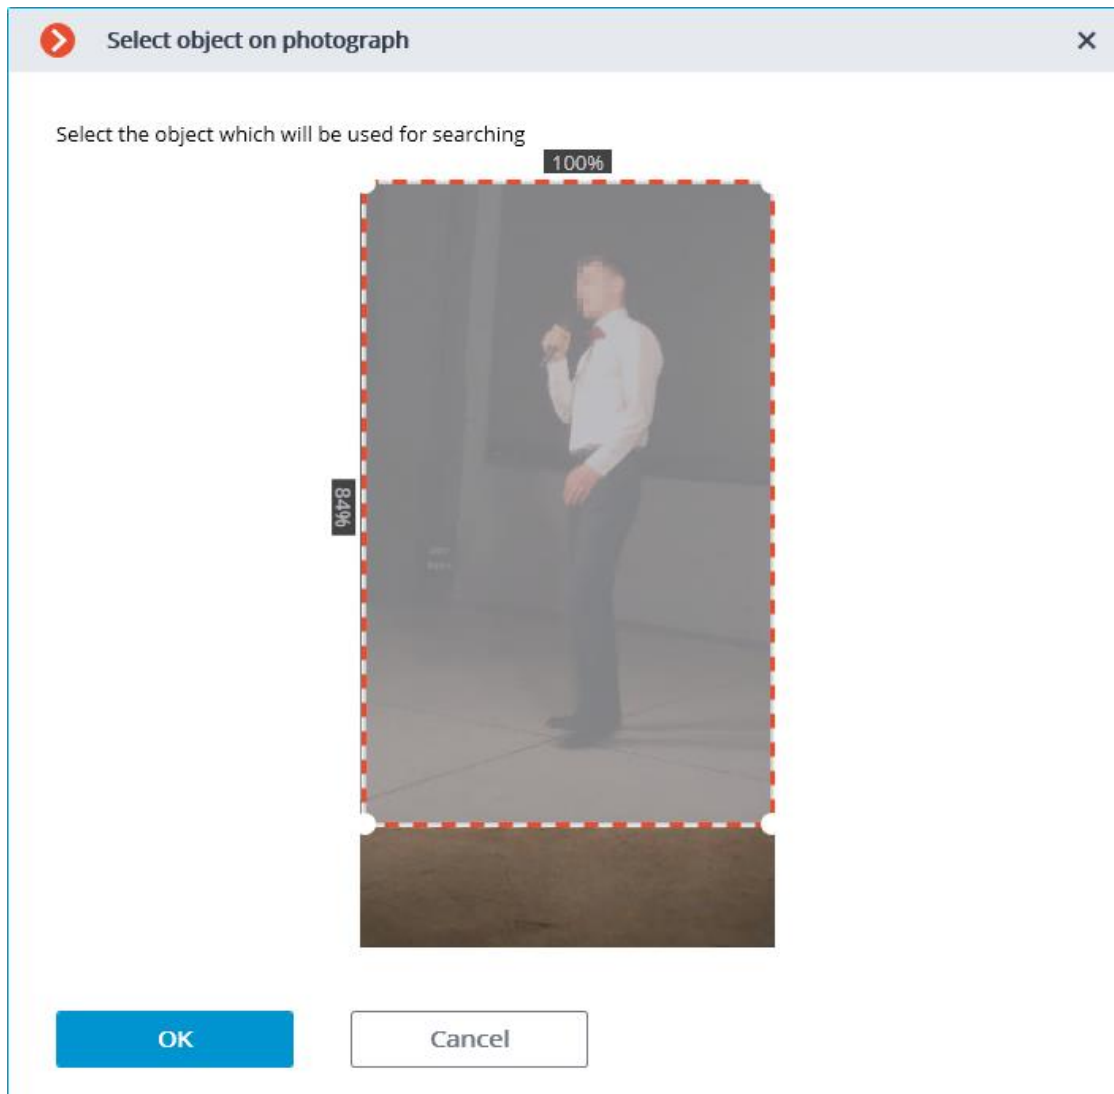 Select object on photograph
Select the object which will be used for searching
100%
84%
OK
Cancel